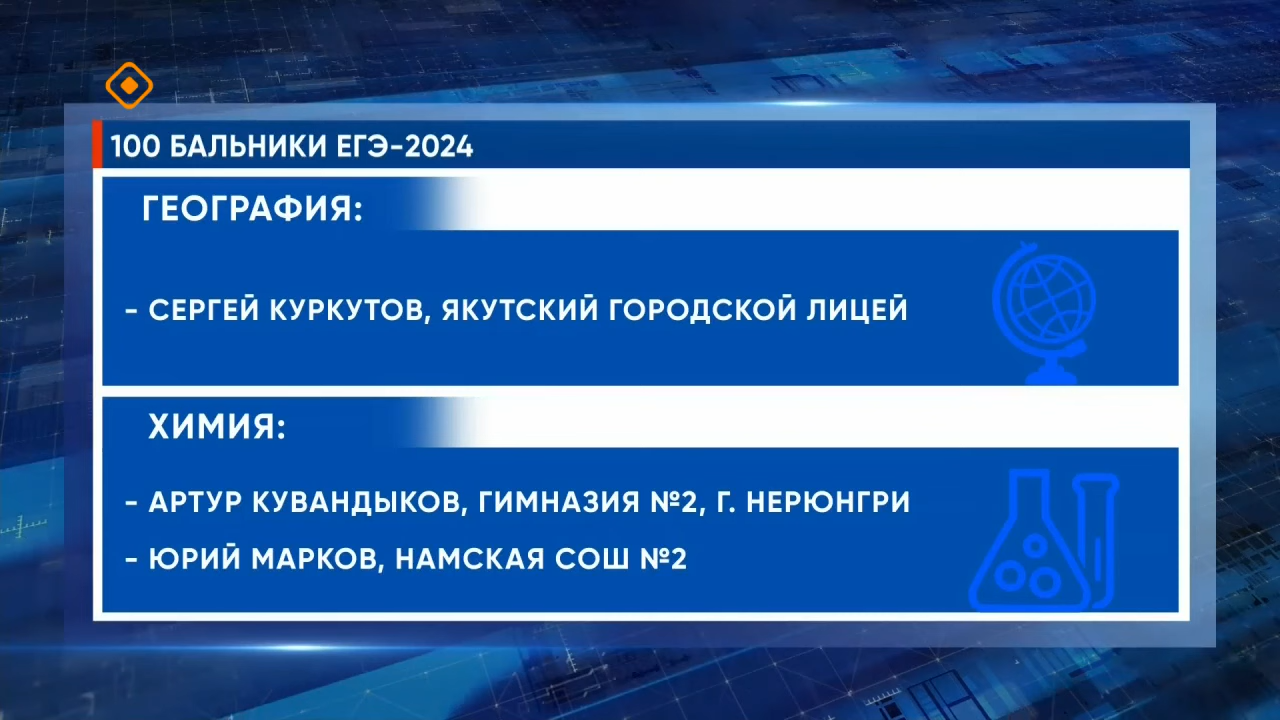 100 БАЛЬНИКИ ЕГЭ-2024
ГЕОГРАФИЯ:
- СЕРГЕЙ КУРКУТОВ, ЯКУТСКИЙ ГОРОДСКОЙ ЛИЦЕЙ
ХИМИЯ:
- АРТУР КУВАНДЫКОВ, ГИМНАЗИЯ №2, Г. НЕРЮНГРИ
- ЮРИЙ МАРКОВ, НАМСКАЯ СОШ №2